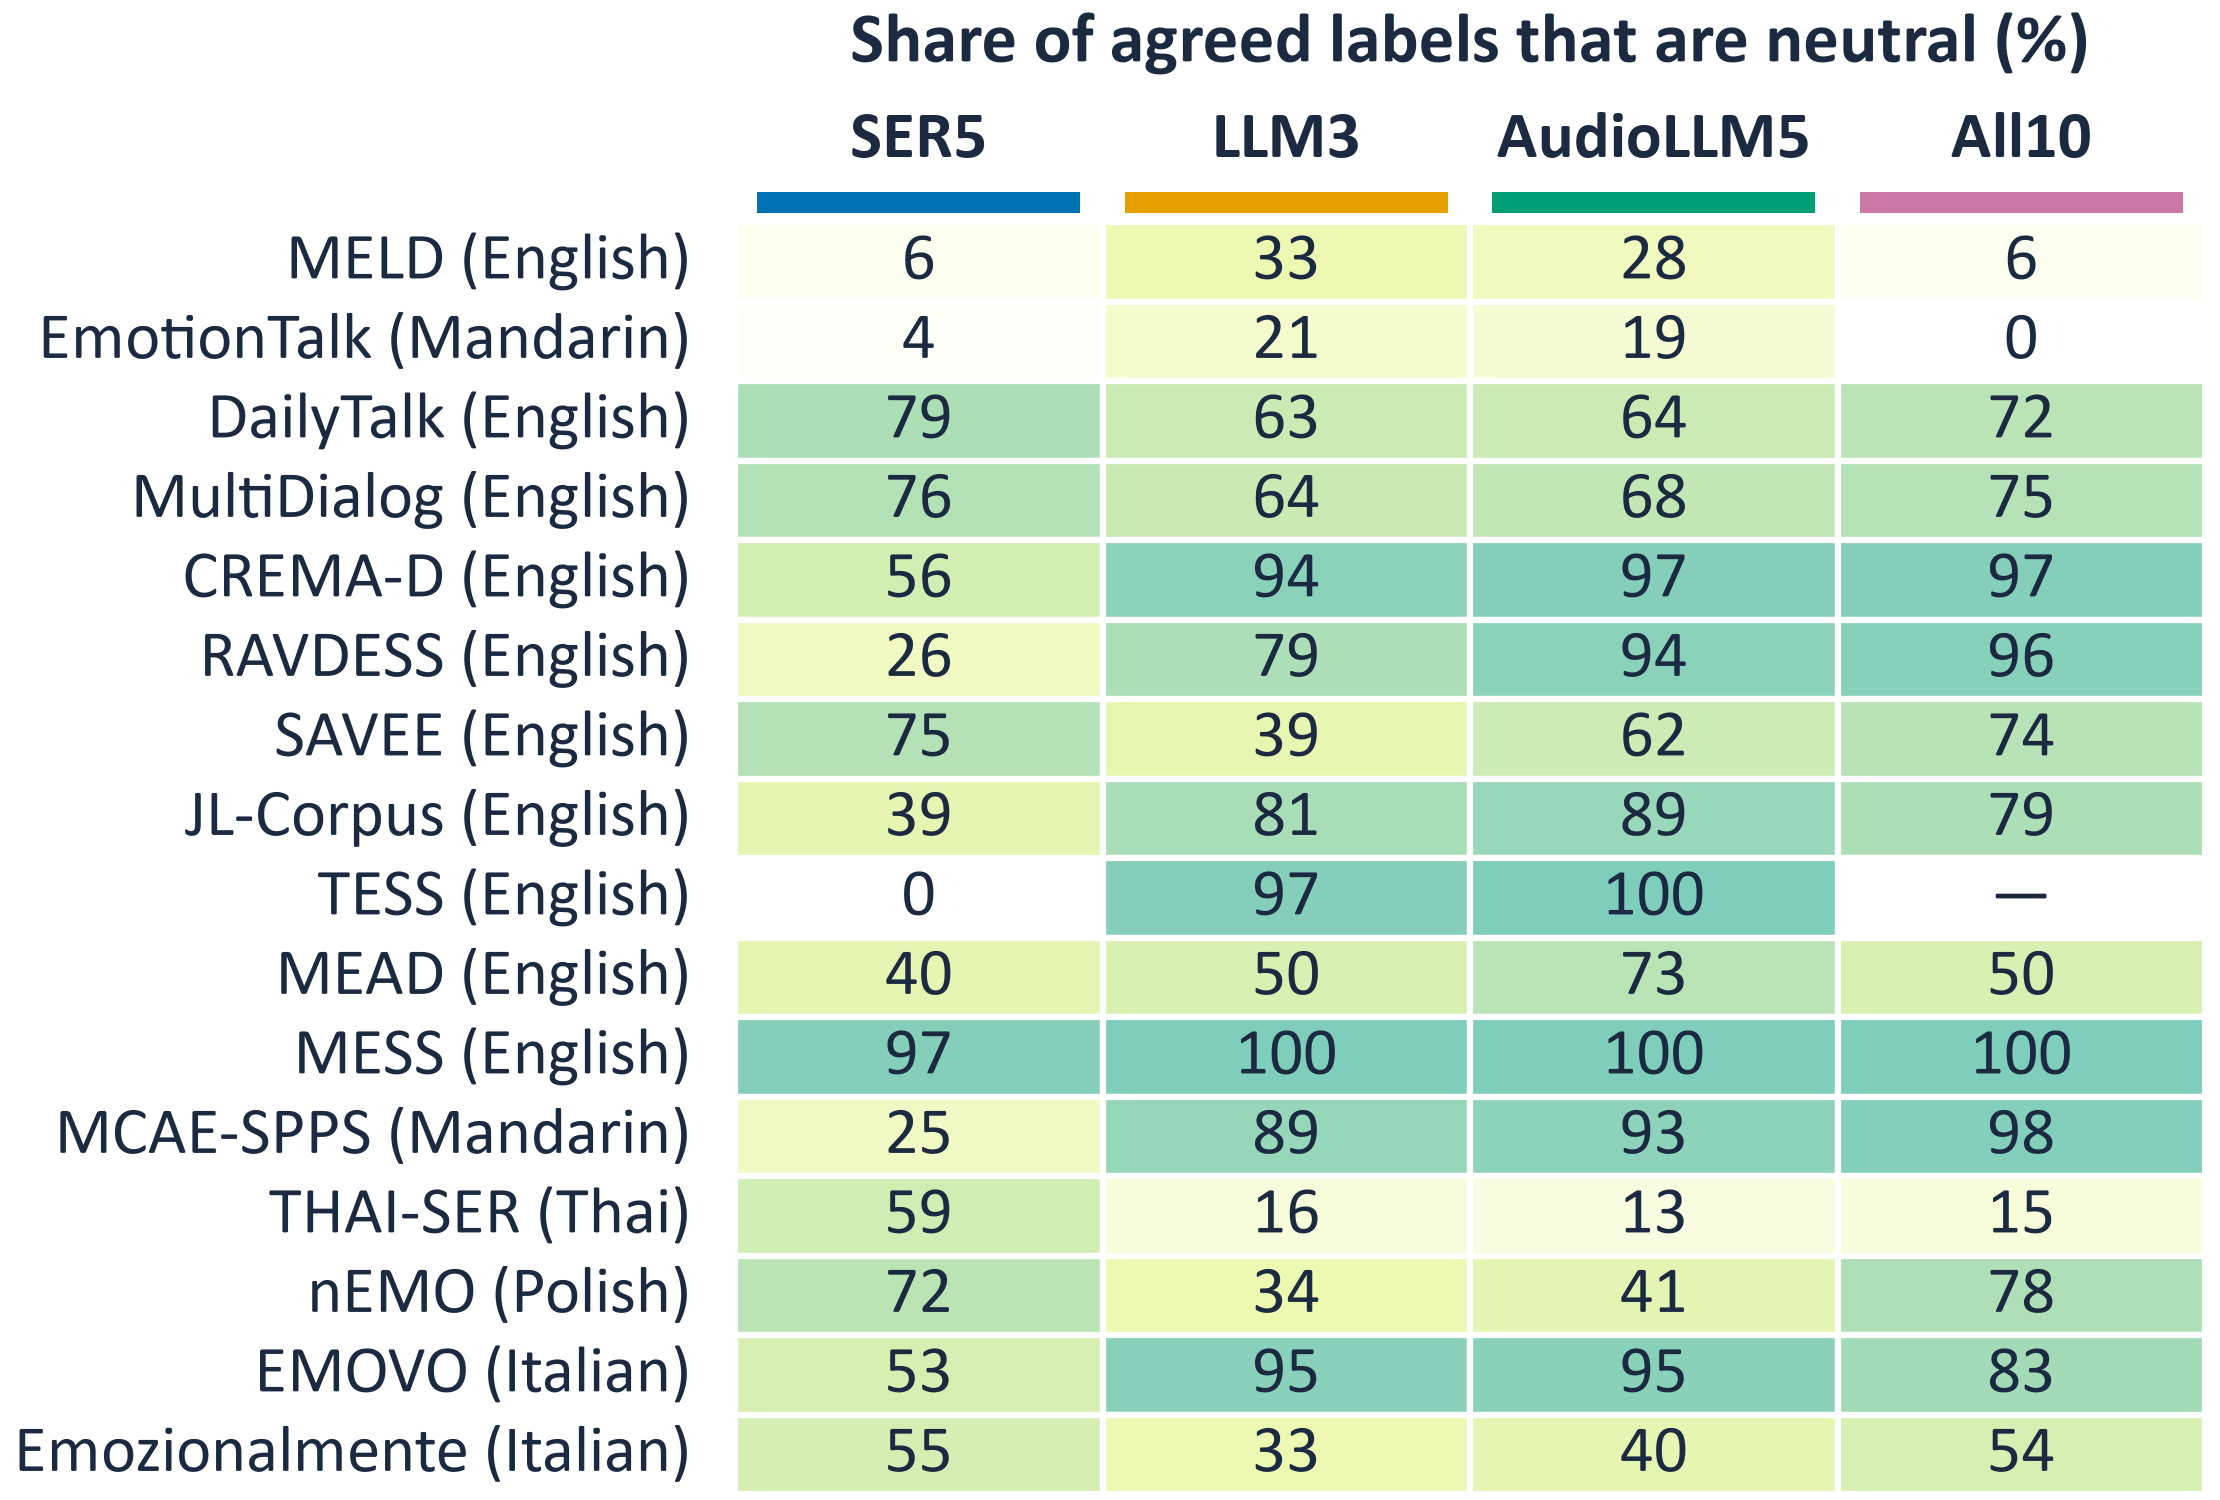 Share of agreed labels that are neutral (%)
SER5 LLM3 AudioLLM5 All10
MELD (English) 6 33 28 6
EmotionTalk (Mandarin) 4 21 19 0
DailyTalk (English) 79 63 64 72
MultiDialog (English) 76 64 68 75
CREMA-D (English) 56 94 97 97
RAVDESS (English) 26 79 94 96
SAVEE (English) 75 39 62 74
JL-Corpus (English) 39 81 89 79
TESS (English) 0 97 100 —
MEAD (English) 40 50 73 50
MESS (English) 97 100 100 100
MCAE-SPPS (Mandarin) 25 89 93 98
THAI-SER (Thai) 59 16 13 15
nEMO (Polish) 72 34 41 78
EMOVO (Italian) 53 95 95 83
Emozionalmente (Italian) 55 33 40 54